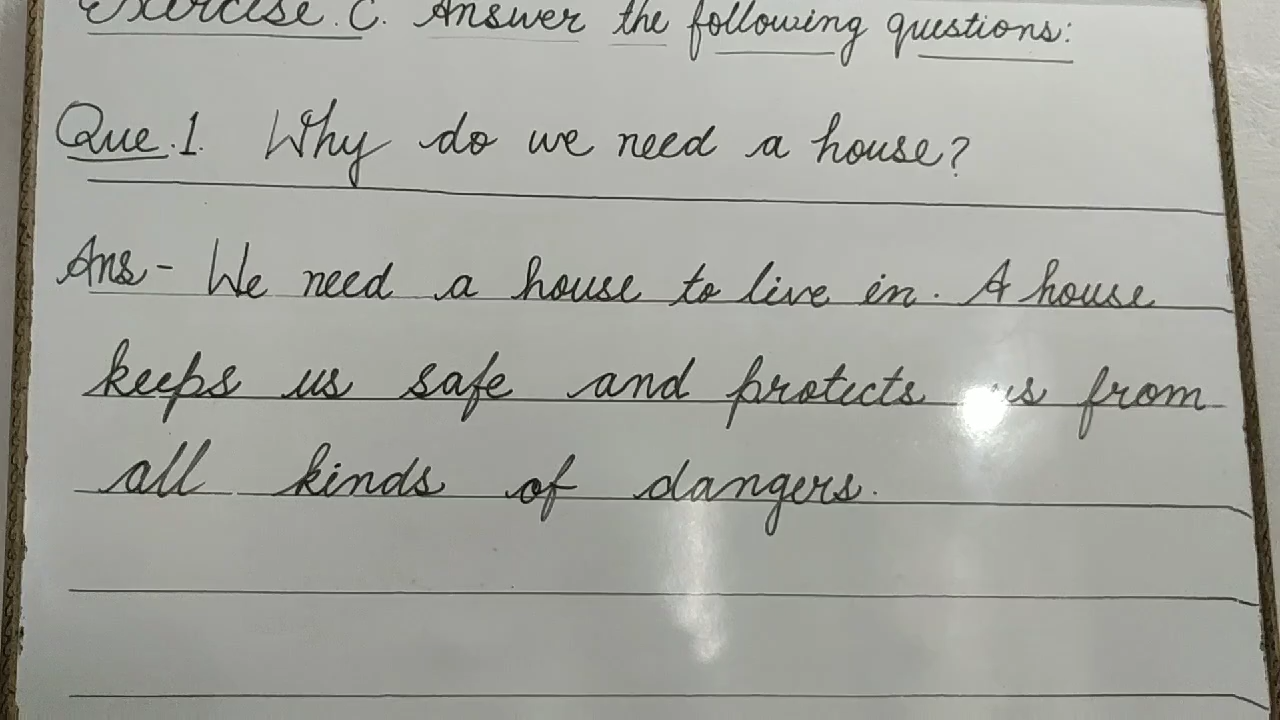 Exercise. C. Answer the following questions:
Que.1. Why do we need a house?
Ans- We need a house to live in. A house
keeps us safe and protects us from
all kinds of dangers.